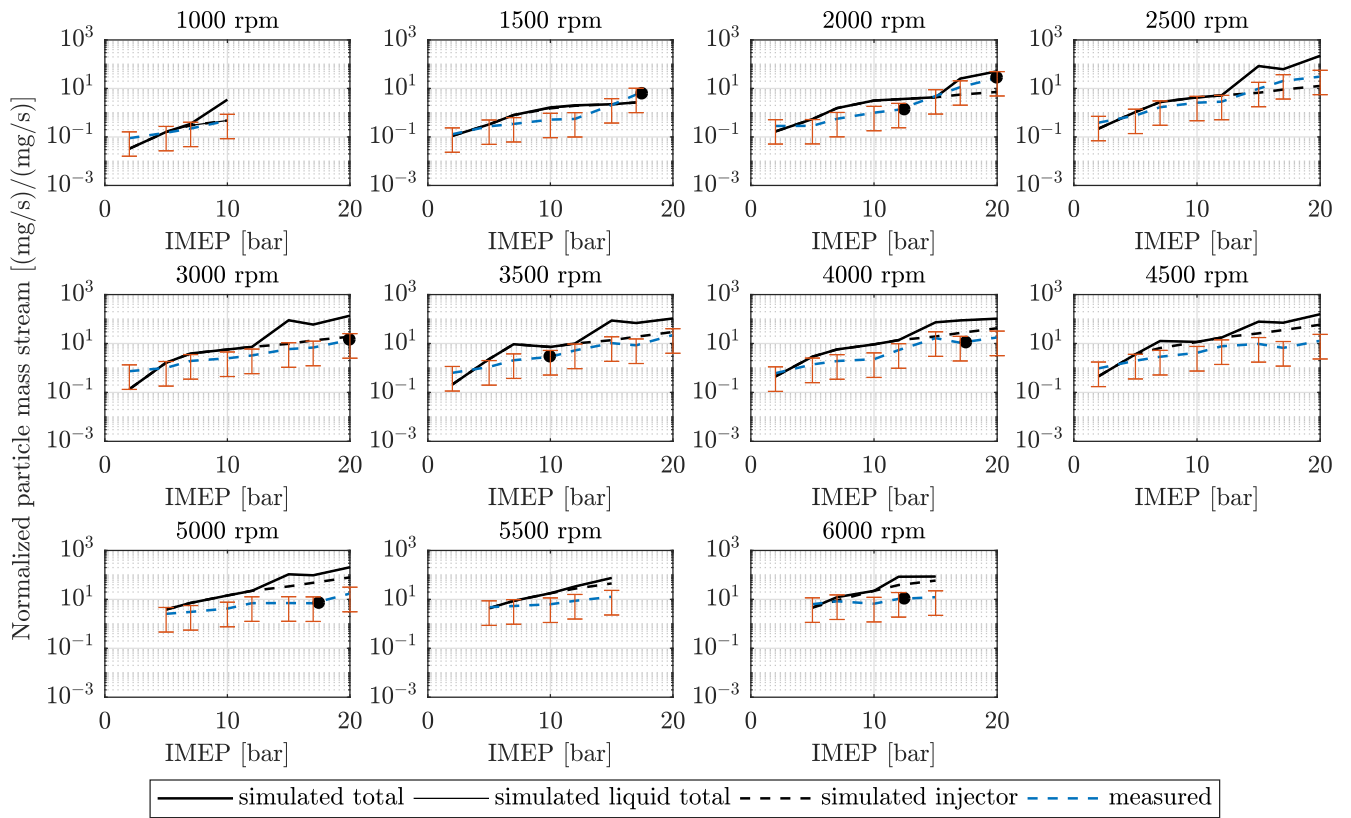 Normalized particle mass stream [(mg/s)/(mg/s)]
1000 rpm 1500 rpm 2000 rpm 2500 rpm
10^3 10^3 10^3 10^3
10^1 10^1 10^1 10^1
10^-1 10^-1 10^-1 10^-1
10^-3 10^-3 10^-3 10^-3
0 10 20 0 10 20 0 10 20 0 10 20
IMEP [bar] IMEP [bar] IMEP [bar] IMEP [bar]
3000 rpm 3500 rpm 4000 rpm 4500 rpm
10^3 10^3 10^3 10^3
10^1 10^1 10^1 10^1
10^-1 10^-1 10^-1 10^-1
10^-3 10^-3 10^-3 10^-3
0 10 20 0 10 20 0 10 20 0 10 20
IMEP [bar] IMEP [bar] IMEP [bar] IMEP [bar]
5000 rpm 5500 rpm 6000 rpm
10^3 10^3 10^3
10^1 10^1 10^1
10^-1 10^-1 10^-1
10^-3 10^-3 10^-3
0 10 20 0 10 20 0 10 20
IMEP [bar] IMEP [bar] IMEP [bar]
simulated total simulated liquid total simulated injector measured